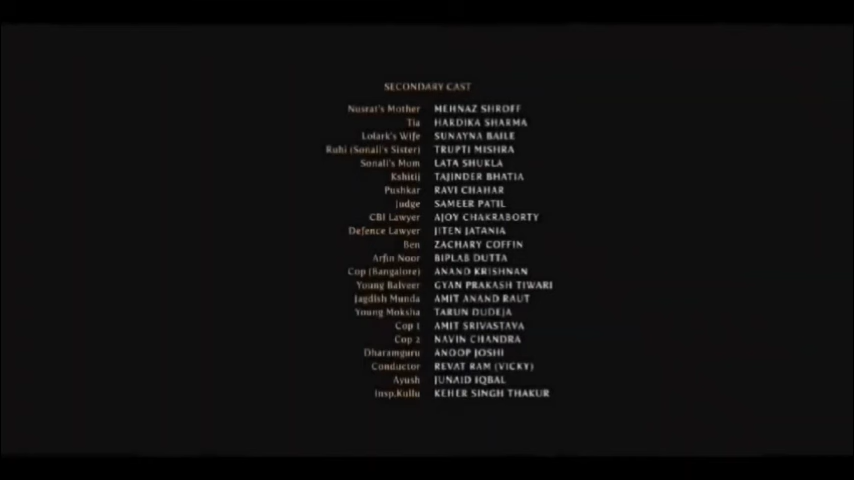 SECONDARY CAST
Nusrat's Mother MEHNAZ SHROFF
Tia HARDIKA SHARMA
Lolark's Wife SUNAYNA BAILE
Ruhi (Sonali's Sister) TRUPTI MISHRA
Sonali's Mum LATA SHUKLA
Kshitij TAJINDER BHATIA
Pushkar RAVI CHAHAR
Judge SAMEER PATIL
CBI Lawyer AJOY CHAKRABORTY
Defence Lawyer JITEN JATANIA
Ben ZACHARY COFFIN
Arfin Noor BIPLAB DUTTA
Cop (Bangalore) ANAND KRISHNAN
Young Balveer GYAN PRAKASH TIWARI
Jagdish Munda AMIT ANAND RAUT
Young Moksha TARUN DUDEJA
Cop 1 AMIT SRIVASTAVA
Cop 2 NAVIN CHANDRA
Dharamguru ANOOP JOSHI
Conductor REVAT RAM (VICKY)
Ayush JUNAID IQBAL
Insp.Kullu KEHER SINGH THAKUR